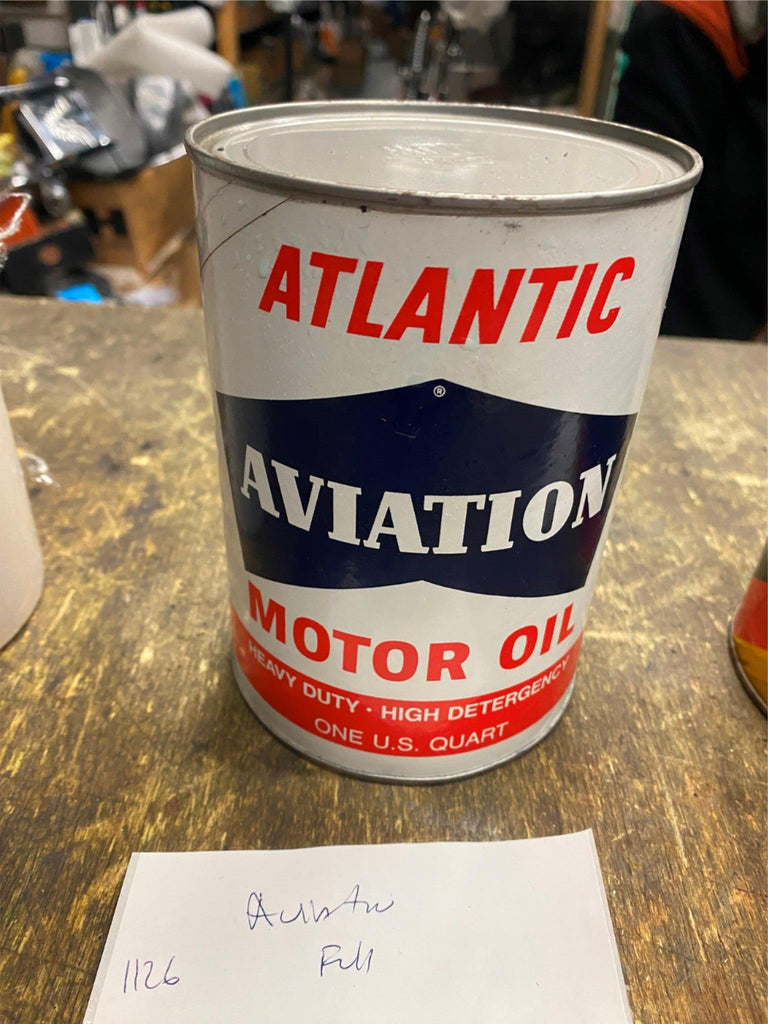 ATLANTIC
®
AVIATION
MOTOR OIL
HEAVY DUTY · HIGH DETERGENCY
ONE U.S. QUART
1126
Full